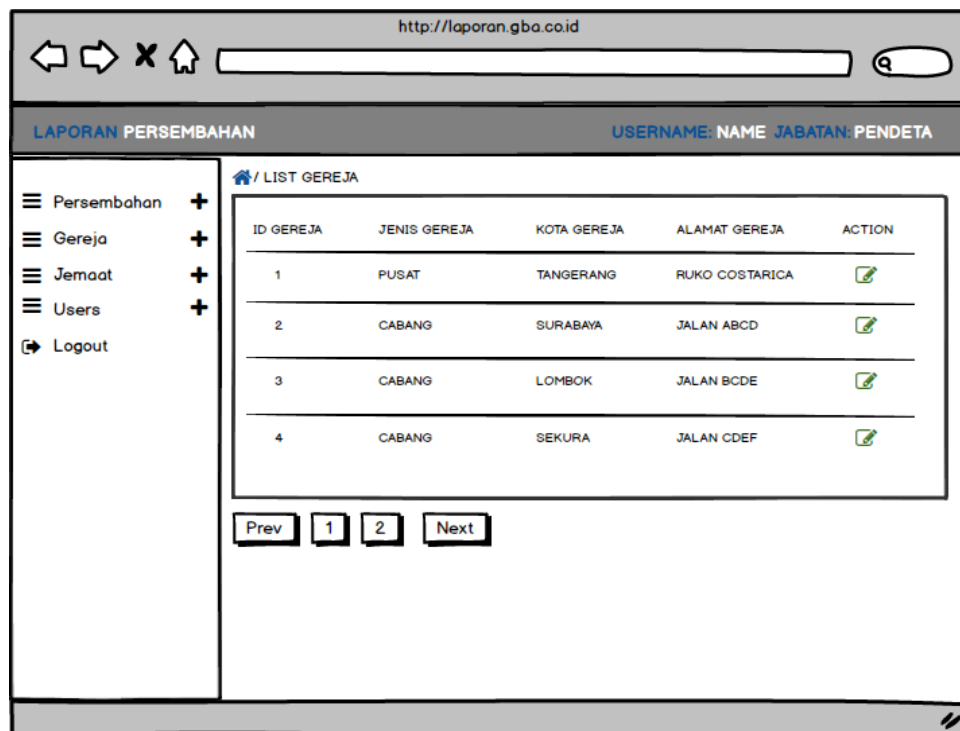 http://laporan.gba.co.id
LAPORAN PERSEMBAHAN USERNAME: NAME JABATAN: PENDETA
Persembahan
Gereja
Jemaat
Users
Logout
/ LIST GEREJA
ID GEREJA JENIS GEREJA KOTA GEREJA ALAMAT GEREJA ACTION
1 PUSAT TANGERANG RUKO COSTARICA
2 CABANG SURABAYA JALAN ABCD
3 CABANG LOMBOK JALAN BCDE
4 CABANG SEKURA JALAN CDEF
Prev 1 2 Next